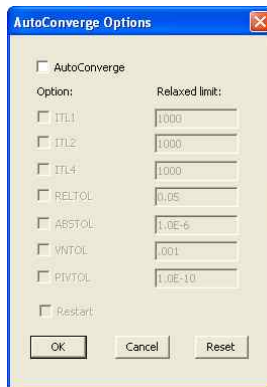 AutoConverge Options
AutoConverge
Option: Relaxed limit:
ITL1 1000
ITL2 1000
ITL4 1000
RELTOL 0.05
ABSTOL 1.0E-6
VNTOL .001
PIVTOL 1.0E-10
Restart
OK Cancel Reset